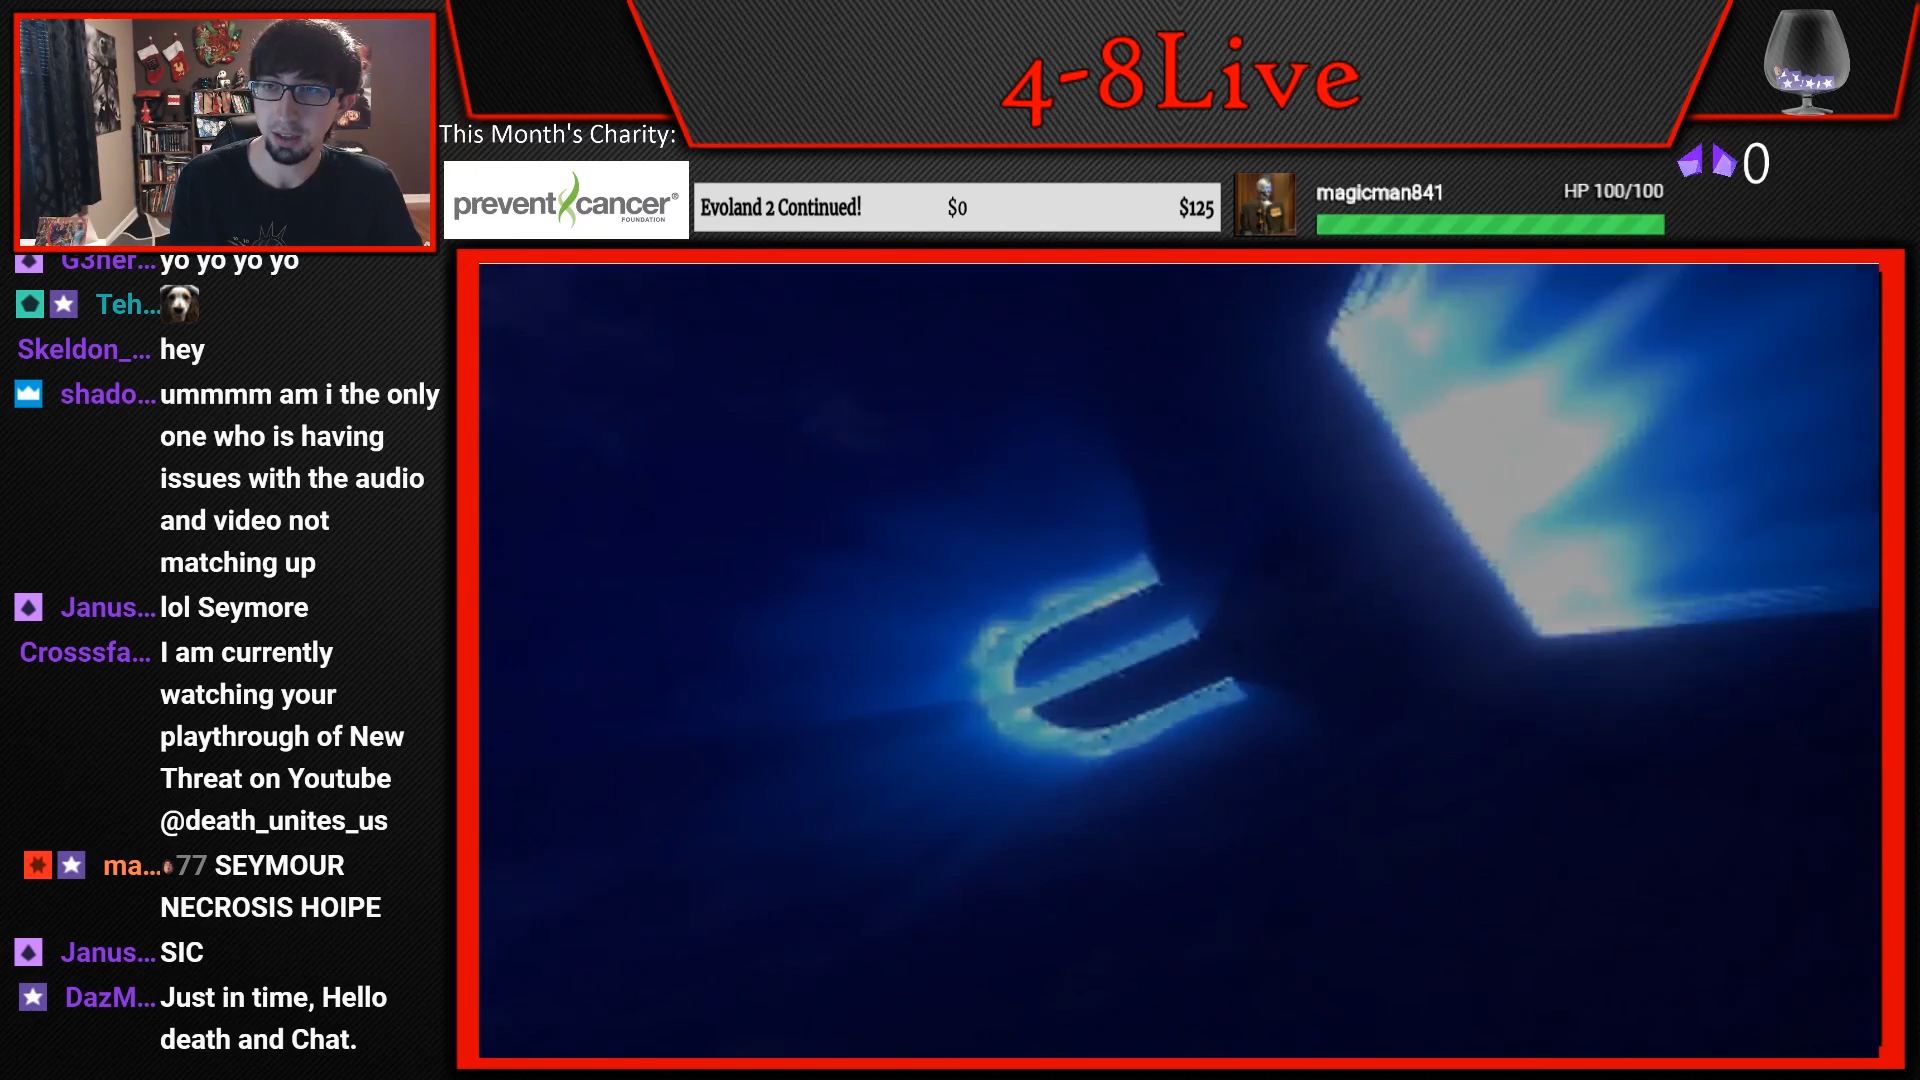 4-8Live
This Month's Charity:
prevent cancer®
FOUNDATION
Evoland 2 Continued! $0 $125
magicman841 HP 100/100
0
G3her... yo yo yo yo
Teh...
Skeldon_... hey
shado... ummmm am i the only
one who is having
issues with the audio
and video not
matching up
Janus... lol Seymore
Crosssfa... I am currently
watching your
playthrough of New
Threat on Youtube
@death_unites_us
ma... 77 SEYMOUR
NECROSIS HOIPE
Janus... SIC
DazM... Just in time, Hello
death and Chat.